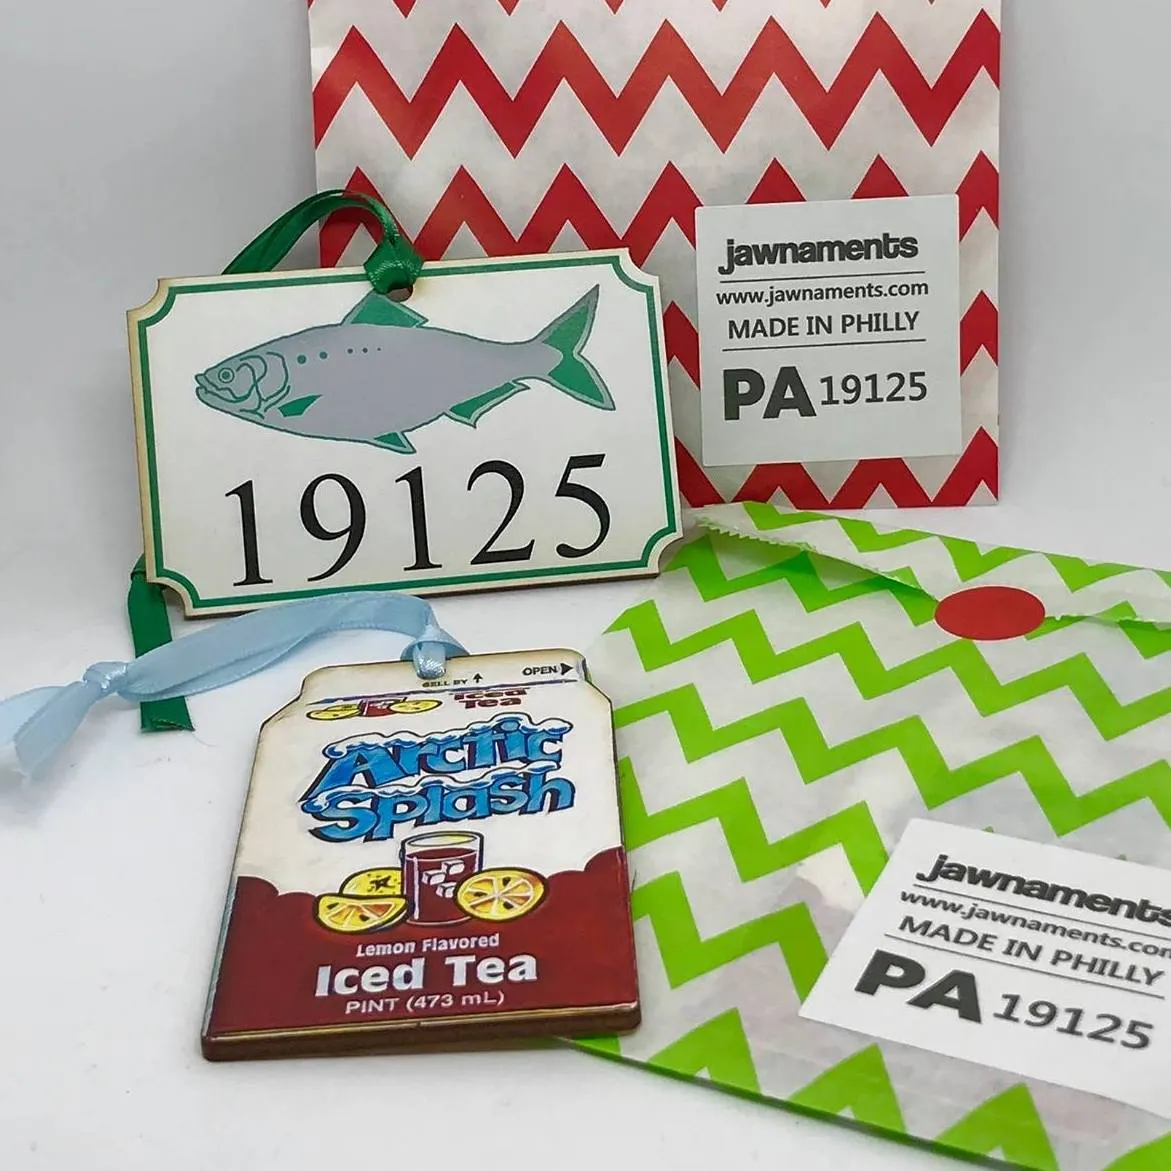 jawnaments
www.jawnaments.com
MADE IN PHILLY
PA 19125
19125
SELL BY
OPEN
Iced
Tea
Arctic
Splash
Lemon Flavored
Iced Tea
PINT (473 mL)
jawnaments
www.jawnaments.com
MADE IN PHILLY
PA 19125